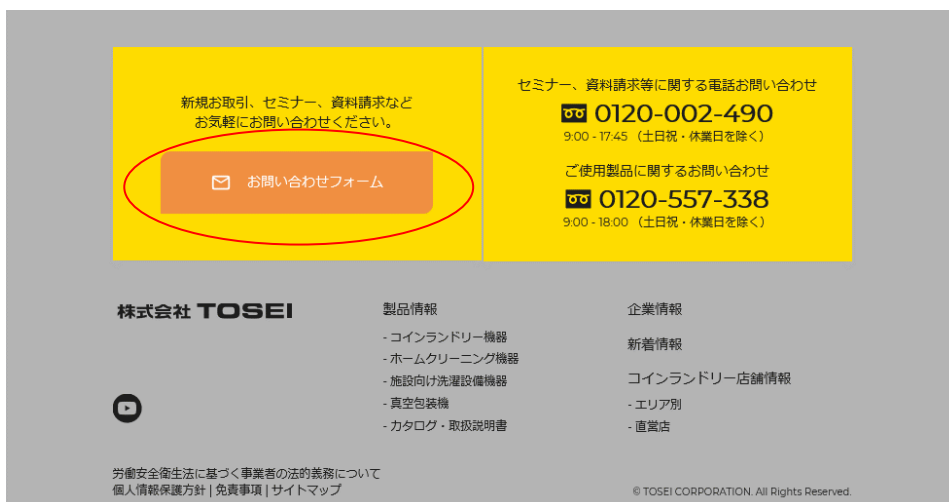 新規お取引、セミナー、資料請求など
お気軽にお問い合わせください。
お問い合わせフォーム
セミナー、資料請求等に関する電話お問い合わせ
0120-002-490
9:00 - 17:45 （土日祝・休業日を除く）
ご使用製品に関するお問い合わせ
0120-557-338
9:00 - 18:00 （土日祝・休業日を除く）
株式会社 TOSEI
製品情報
- コインランドリー機器
- ホームクリーニング機器
- 施設向け洗濯設備機器
- 真空包装機
- カタログ・取扱説明書
企業情報
新着情報
コインランドリー店舗情報
- エリア別
- 直営店
労働安全衛生法に基づく事業者の法的義務について
個人情報保護方針 | 免責事項 | サイトマップ
© TOSEI CORPORATION. All Rights Reserved.